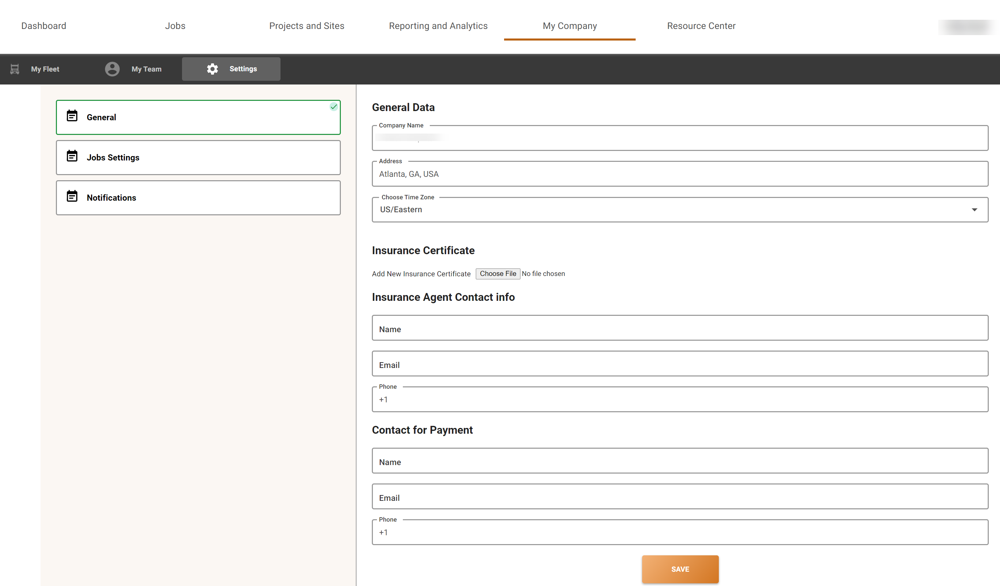 Dashboard Jobs Projects and Sites Reporting and Analytics My Company Resource Center
My Fleet My Team Settings
General
Jobs Settings
Notifications
General Data
Company Name
Address
Atlanta, GA, USA
Choose Time Zone
US/Eastern
Insurance Certificate
Add New Insurance Certificate Choose File No file chosen
Insurance Agent Contact info
Name
Email
Phone
+1
Contact for Payment
Name
Email
Phone
+1
SAVE